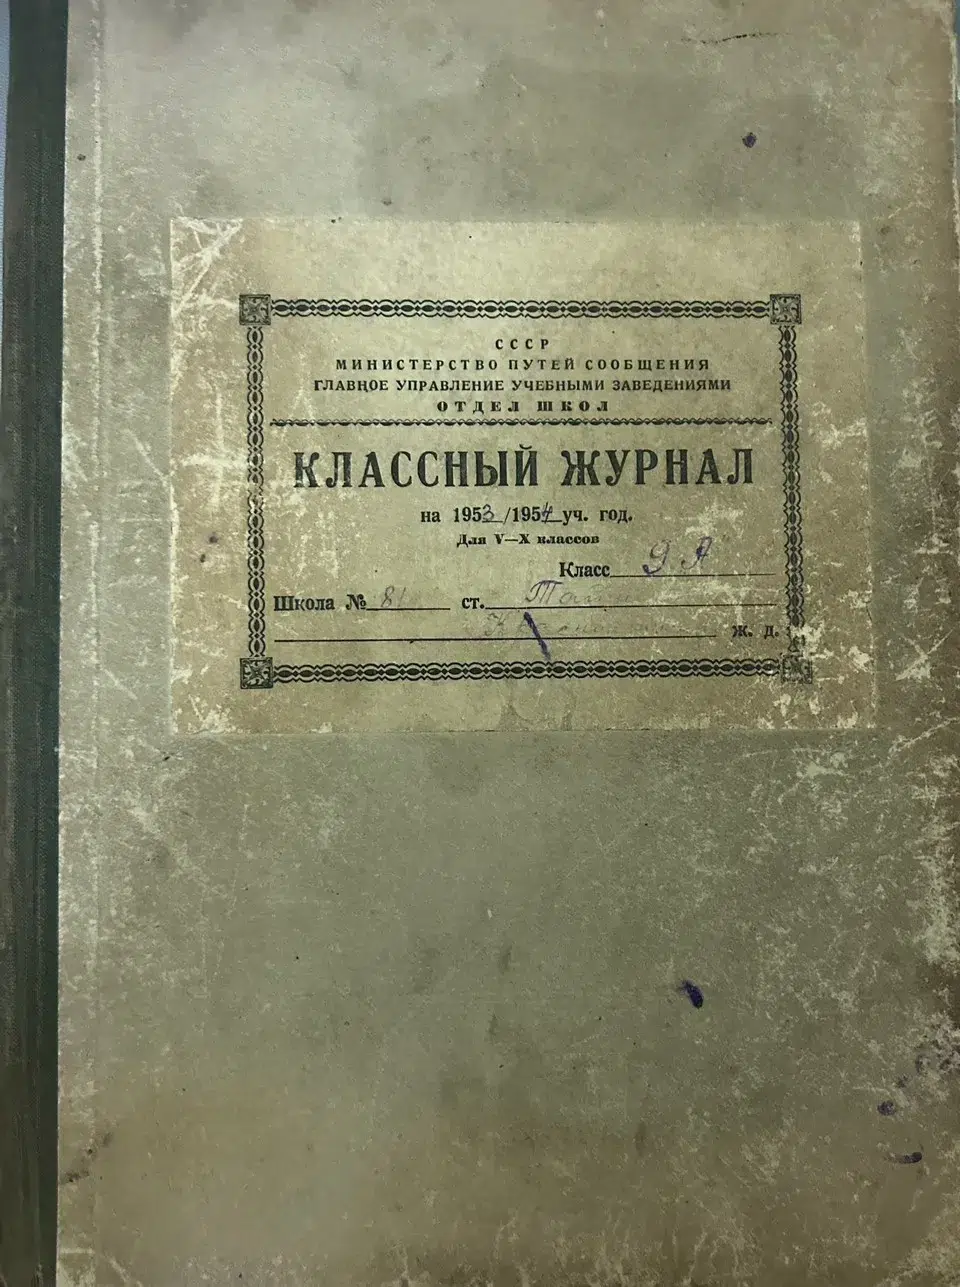 СССР
МИНИСТЕРСТВО ПУТЕЙ СООБЩЕНИЯ
ГЛАВНОЕ УПРАВЛЕНИЕ УЧЕБНЫМИ ЗАВЕДЕНИЯМИ
ОТДЕЛ ШКОЛ
КЛАССНЫЙ ЖУРНАЛ
на 1953/1954 уч. год.
Для V—X классов
Класс 9 А
Школа № 81 ст.
ж. д.